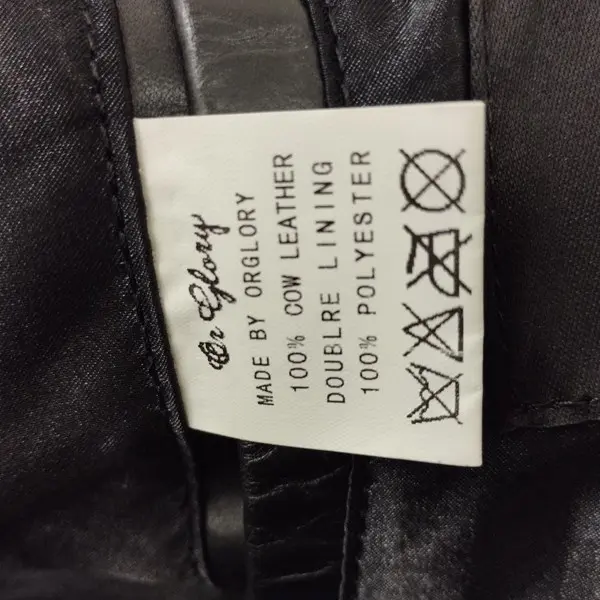 Or Glory
MADE BY ORGLORY
100% COW LEATHER
DOUBLRE LINING
100% POLYESTER